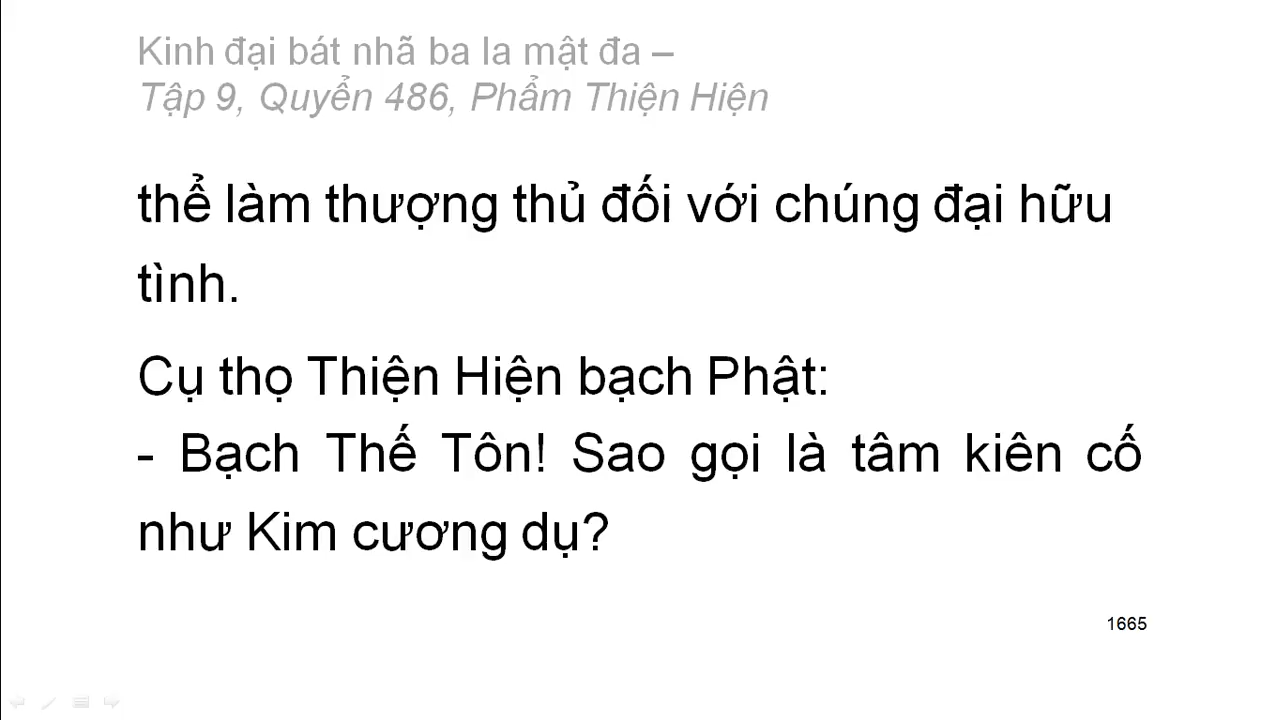 Kinh đại bát nhã ba la mật đa –
Tập 9, Quyển 486, Phẩm Thiện Hiện
thể làm thượng thủ đối với chúng đại hữu
tình.
Cụ thọ Thiện Hiện bạch Phật:
- Bạch Thế Tôn! Sao gọi là tâm kiên cố
như Kim cương dụ?
1665